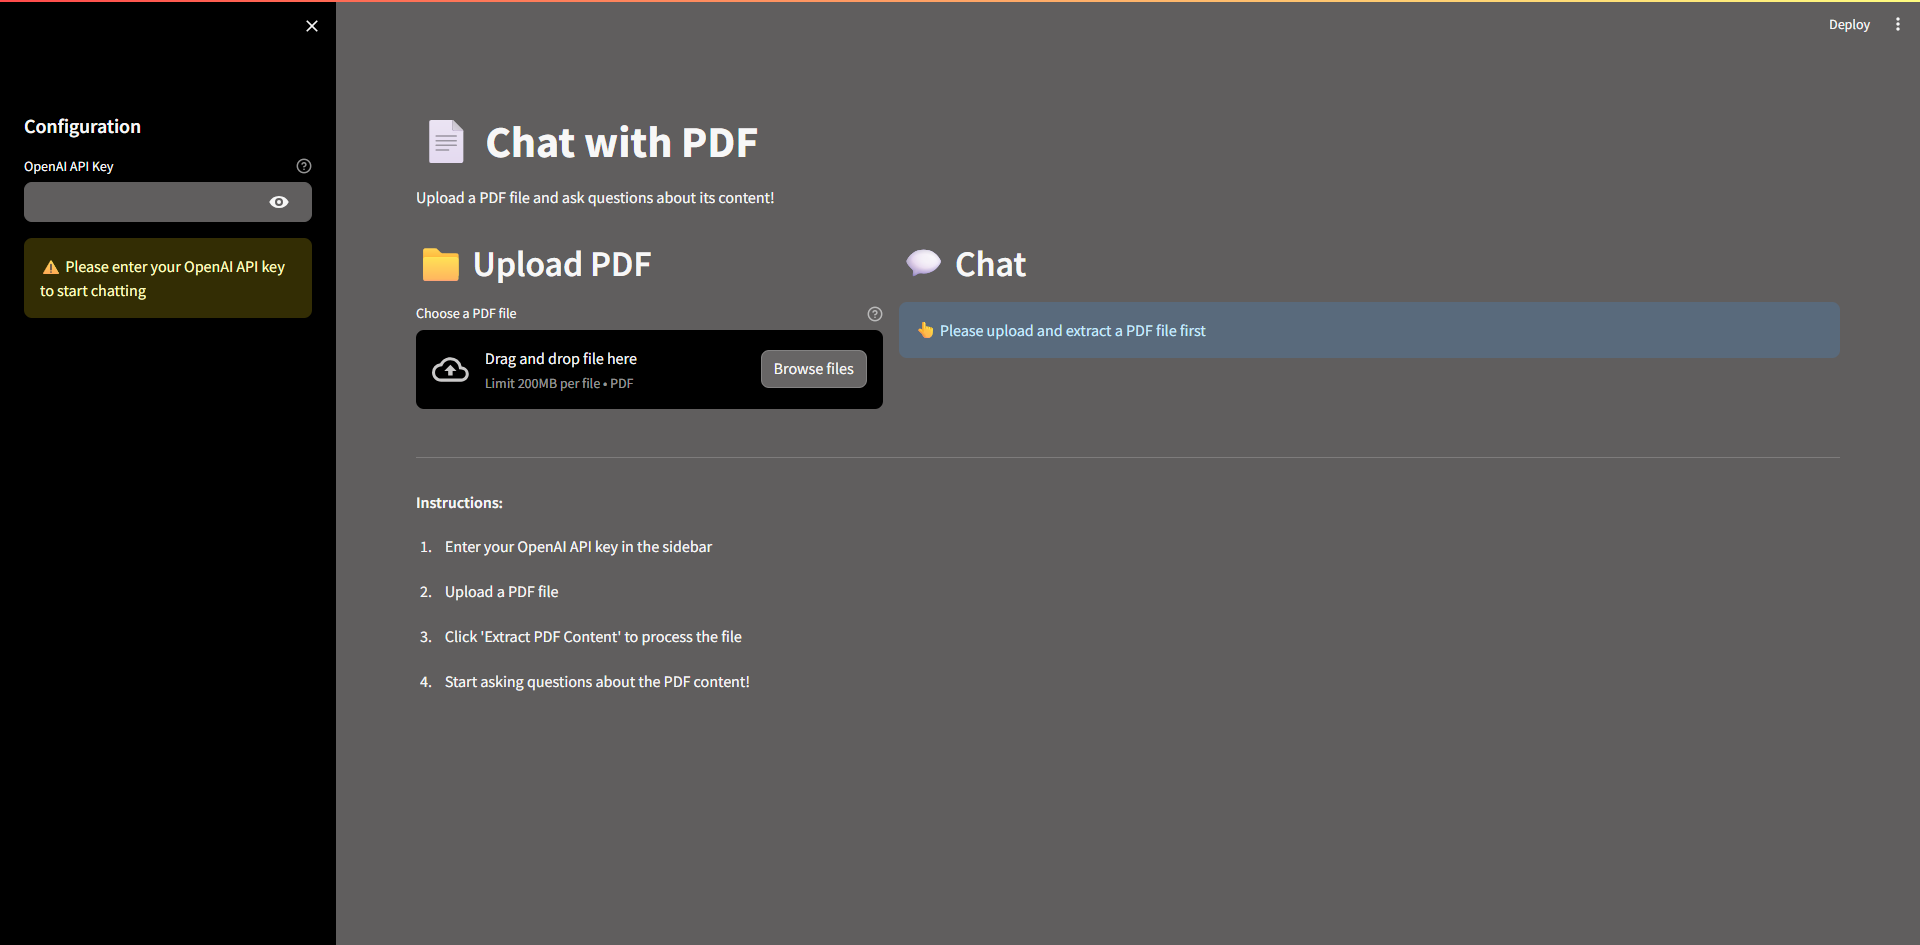 Deploy
Configuration
OpenAI API Key
⚠️ Please enter your OpenAI API key
to start chatting
📄 Chat with PDF
Upload a PDF file and ask questions about its content!
📁 Upload PDF
Choose a PDF file
Drag and drop file here
Limit 200MB per file • PDF
Browse files
💬 Chat
👆 Please upload and extract a PDF file first
Instructions:
1. Enter your OpenAI API key in the sidebar
2. Upload a PDF file
3. Click 'Extract PDF Content' to process the file
4. Start asking questions about the PDF content!